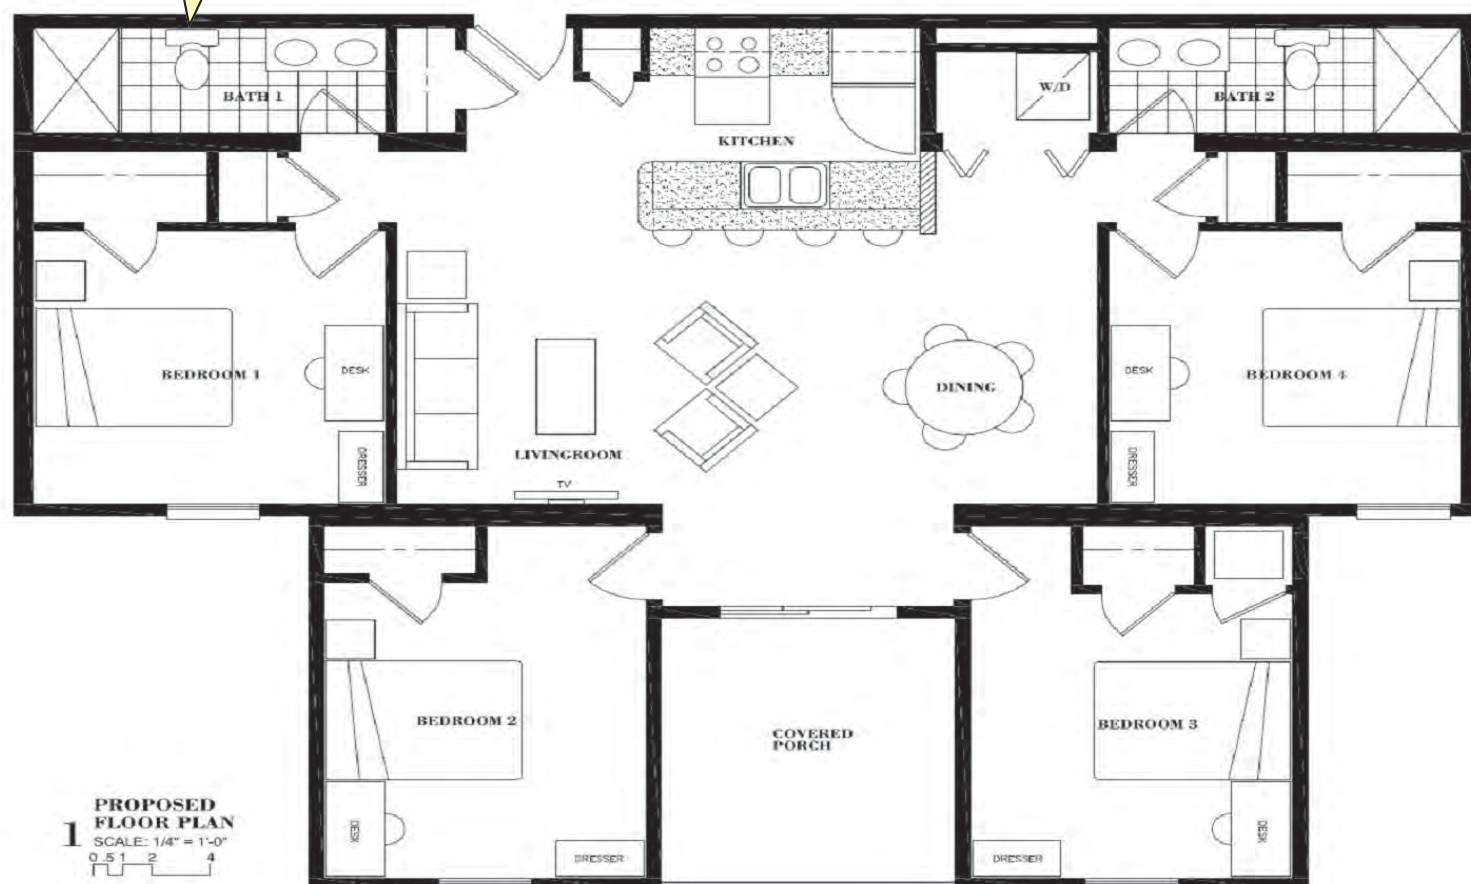 BATH 1
W/D
BATH 2
KITCHEN
BEDROOM 1
DESK
DINING
DESK
BEDROOM 4
LIVINGROOM
DRESSER
DRESSER
TV
BEDROOM 2
COVERED
PORCH
BEDROOM 3
PROPOSED
1 FLOOR PLAN
SCALE: 1/4" = 1'-0"
0 .5 1 2 4
DESK
DRESSER
DRESSER
DESK